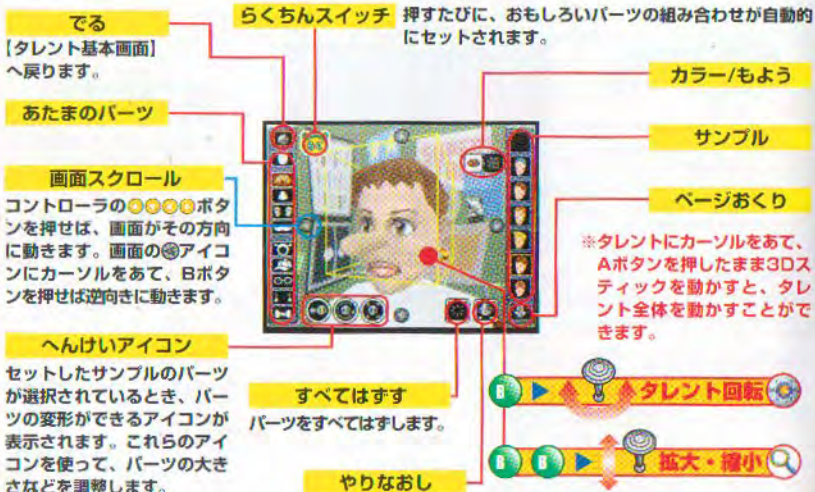 でる
【タレント基本画面】
へ戻ります。
らくちんスイッチ
押すたびに、おもしろいパーツの組み合わせが自動的
にセットされます。
カラー/もよう
あたまのパーツ
サンプル
画面スクロール
コントローラの◯◯◯◯ボタ
ンを押せば、画面がその方向
に動きます。画面のアイコ
ンにカーソルをあて、Bボタ
ンを押せば逆向きに動きます。
ページおくり
※タレントにカーソルをあて、
Aボタンを押したまま3Dス
ティックを動かすと、タレ
ント全体を動かすことがで
きます。
へんけいアイコン
セットしたサンプルのパーツ
が選択されているとき、パー
ツの変形ができるアイコンが
表示されます。これらのアイ
コンを使って、パーツの大き
さなどを調整します。
すべてはずす
パーツをすべてはずします。
やりなおし
B タレント回転
B B 拡大・縮小